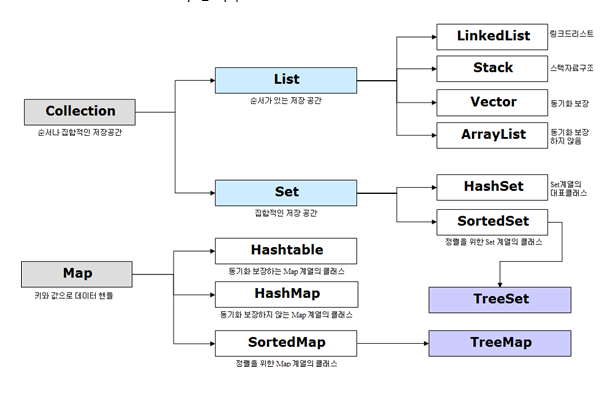 LinkedList
링크드리스트
List
순서가 있는 저장 공간
Stack
스택자료구조
Collection
순서나 집합적인 저장공간
Vector
동기화 보장
ArrayList
동기화 보장
하지 않음
Set
집합적인 저장 공간
HashSet
Set계열의
대표클래스
SortedSet
정렬을 위한 Set 계열의 클래스
Map
키와 값으로 데이터 핸들
Hashtable
동기화 보장하는 Map 계열의 클래스
HashMap
동기화 보장하지 않는 Map 계열의 클래스
TreeSet
SortedMap
정렬을 위한 Map 계열의 클래스
TreeMap